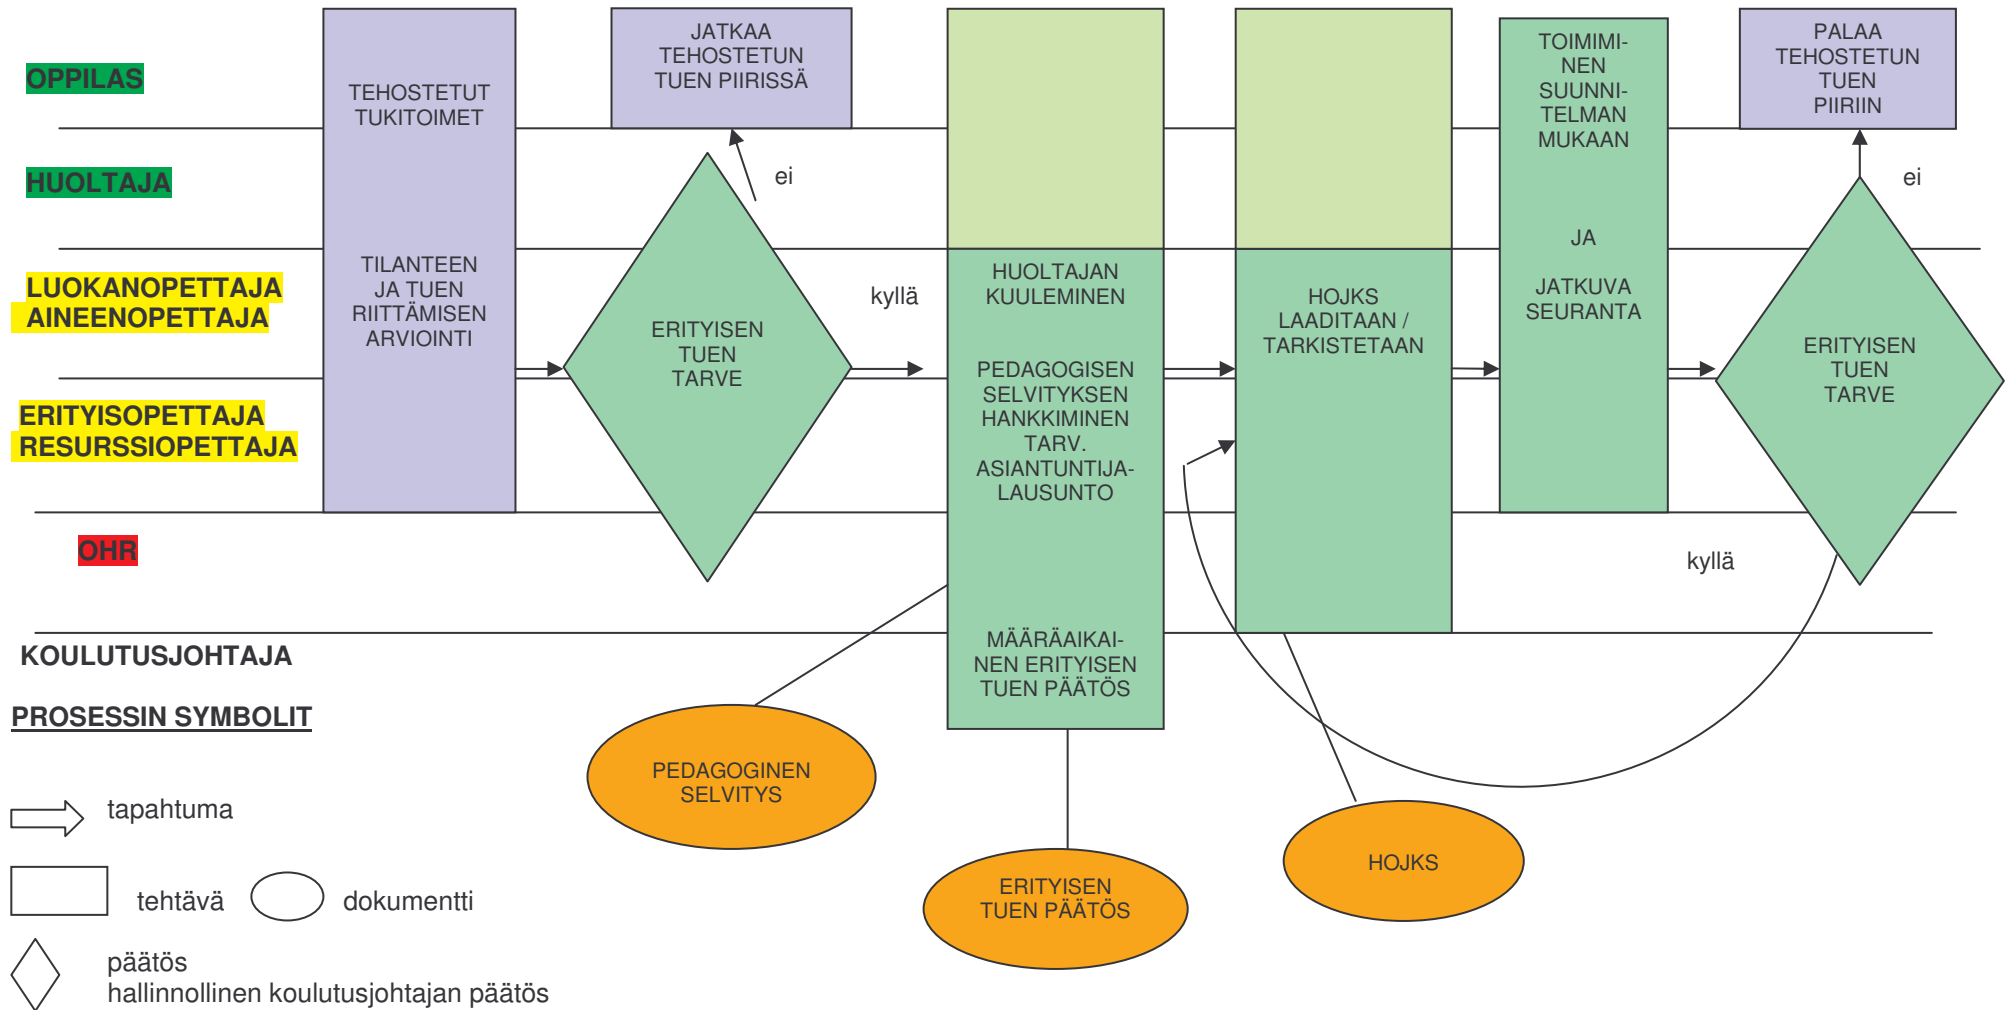 OPPILAS
HUOLTAJA
LUOKANOPETTAJA
AINEENOPETTAJA
ERITYISOPETTAJA
RESURSSIOPETTAJA
OHR
KOULUTUSJOHTAJA
TEHOSTETUT
TUKITOIMET
TILANTEEN
JA TUEN
RIITTÄMISEN
ARVIOINTI
JATKAA
TEHOSTETUN
TUEN PIIRISSÄ
ei
ERITYISEN
TUEN
TARVE
kyllä
HUOLTAJAN
KUULEMINEN
PEDAGOGISEN
SELVITYKSEN
HANKKIMINEN
TARV.
ASIANTUNTIJA-
LAUSUNTO
MÄÄRÄAIKAI-
NEN ERITYISEN
TUEN PÄÄTÖS
HOJKS
LAADITAAN /
TARKISTETAAN
TOIMIMI-
NEN
SUUNNI-
TELMAN
MUKAAN
JA
JATKUVA
SEURANTA
PALAA
TEHOSTETUN
TUEN
PIIRIIN
ei
ERITYISEN
TUEN
TARVE
kyllä
PEDAGOGINEN
SELVITYS
ERITYISEN
TUEN PÄÄTÖS
HOJKS
PROSESSIN SYMBOLIT
tapahtuma
tehtävä
dokumentti
päätös
hallinnollinen koulutusjohtajan päätös